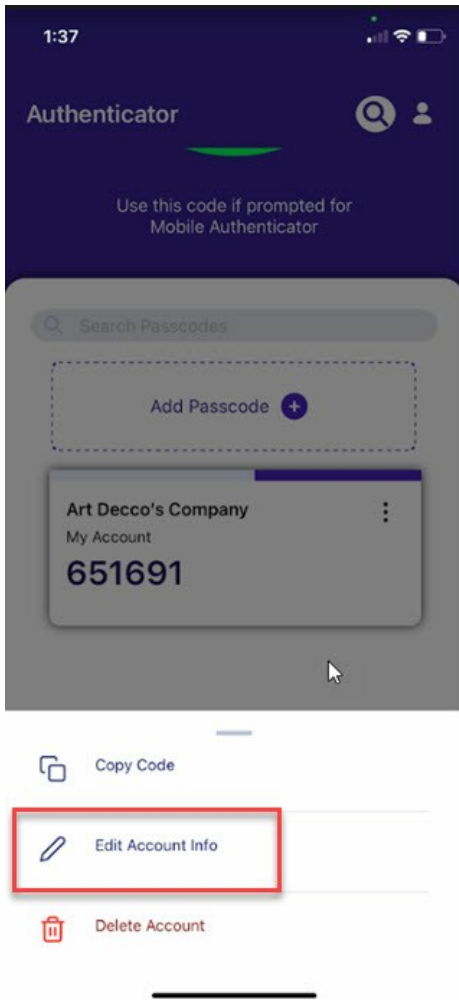 1:37
Authenticator
Use this code if prompted for
Mobile Authenticator
Search Passcodes
Add Passcode
Art Decco's Company
My Account
651691
Copy Code
Edit Account Info
Delete Account